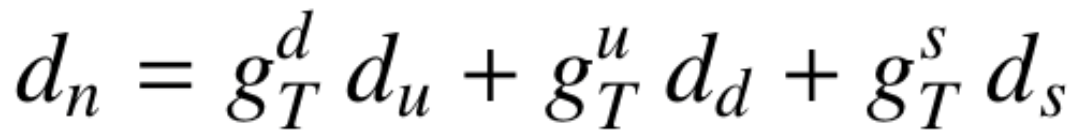 d_n = g_T^d d_u + g_T^u d_d + g_T^s d_s